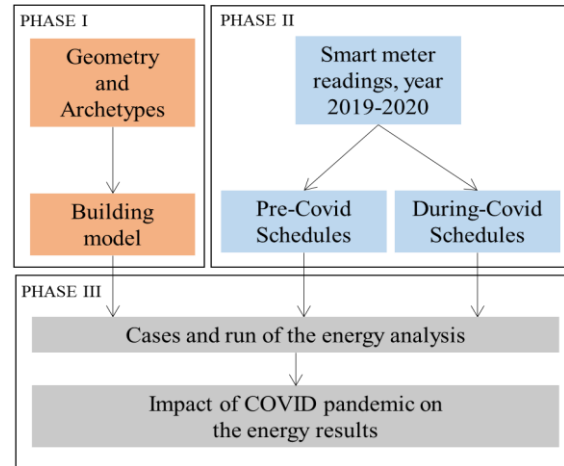 PHASE I
Geometry
and
Archetypes
Building
model
PHASE II
Smart meter
readings, year
2019-2020
Pre-Covid
Schedules
During-Covid
Schedules
PHASE III
Cases and run of the energy analysis
Impact of COVID pandemic on
the energy results